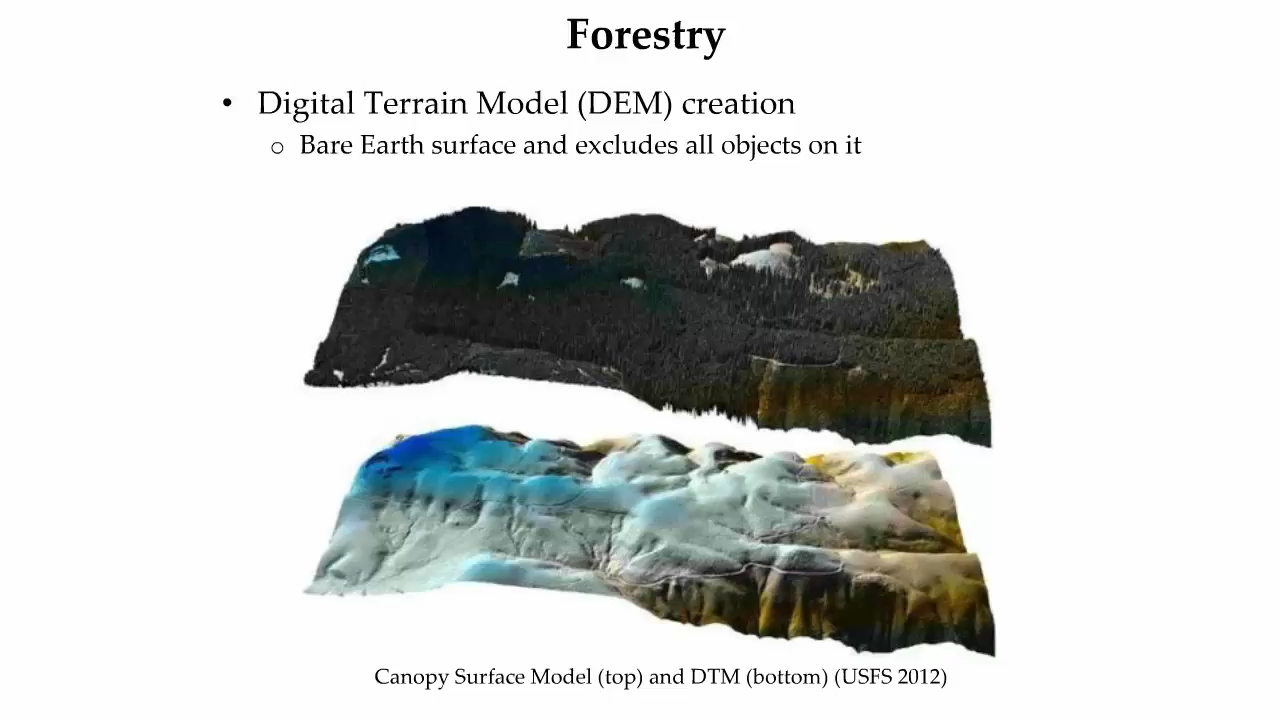 Forestry
• Digital Terrain Model (DEM) creation
o Bare Earth surface and excludes all objects on it
Canopy Surface Model (top) and DTM (bottom) (USFS 2012)